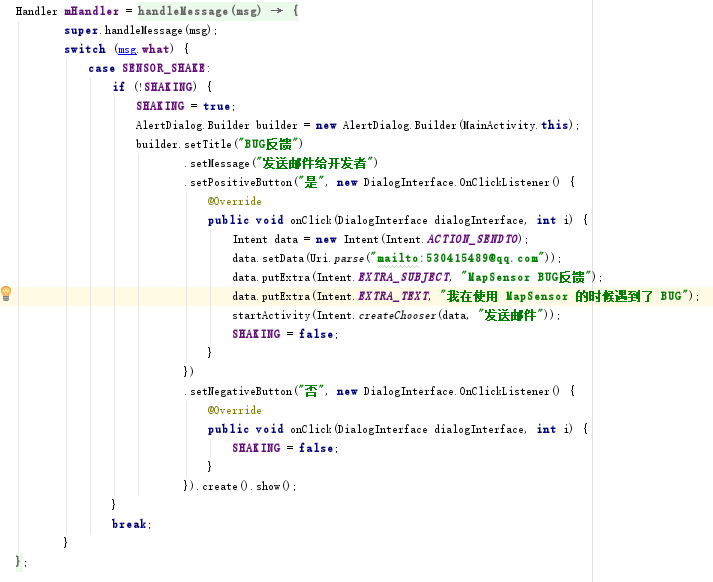 Handler mHandler = handleMessage(msg) → {
super.handleMessage(msg);
switch (msg.what) {
case SENSOR_SHAKE:
if (!SHAKING) {
SHAKING = true;
AlertDialog.Builder builder = new AlertDialog.Builder(MainActivity.this);
builder.setTitle("BUG反馈")
.setMessage("发送邮件给开发者")
.setPositiveButton("是", new DialogInterface.OnClickListener() {
@Override
public void onClick(DialogInterface dialogInterface, int i) {
Intent data = new Intent(Intent.ACTION_SENDTO);
data.setData(Uri.parse("mailto:530415489@qq.com"));
data.putExtra(Intent.EXTRA_SUBJECT, "MapSensor BUG反馈");
data.putExtra(Intent.EXTRA_TEXT, "我在使用 MapSensor 的时候遇到了 BUG");
startActivity(Intent.createChooser(data, "发送邮件"));
SHAKING = false;
}
})
.setNegativeButton("否", new DialogInterface.OnClickListener() {
@Override
public void onClick(DialogInterface dialogInterface, int i) {
SHAKING = false;
}
}).create().show();
}
break;
}
};